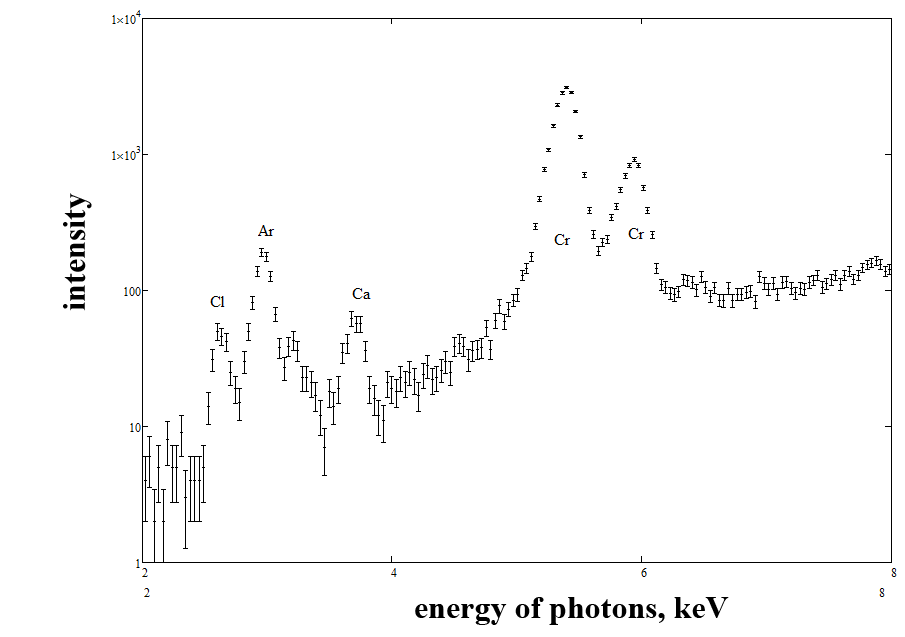 1×10⁴
1×10³
100
10
1
intensity
Cl
Ar
Ca
Cr
Cr
2 4 6 8
2 8
energy of photons, keV